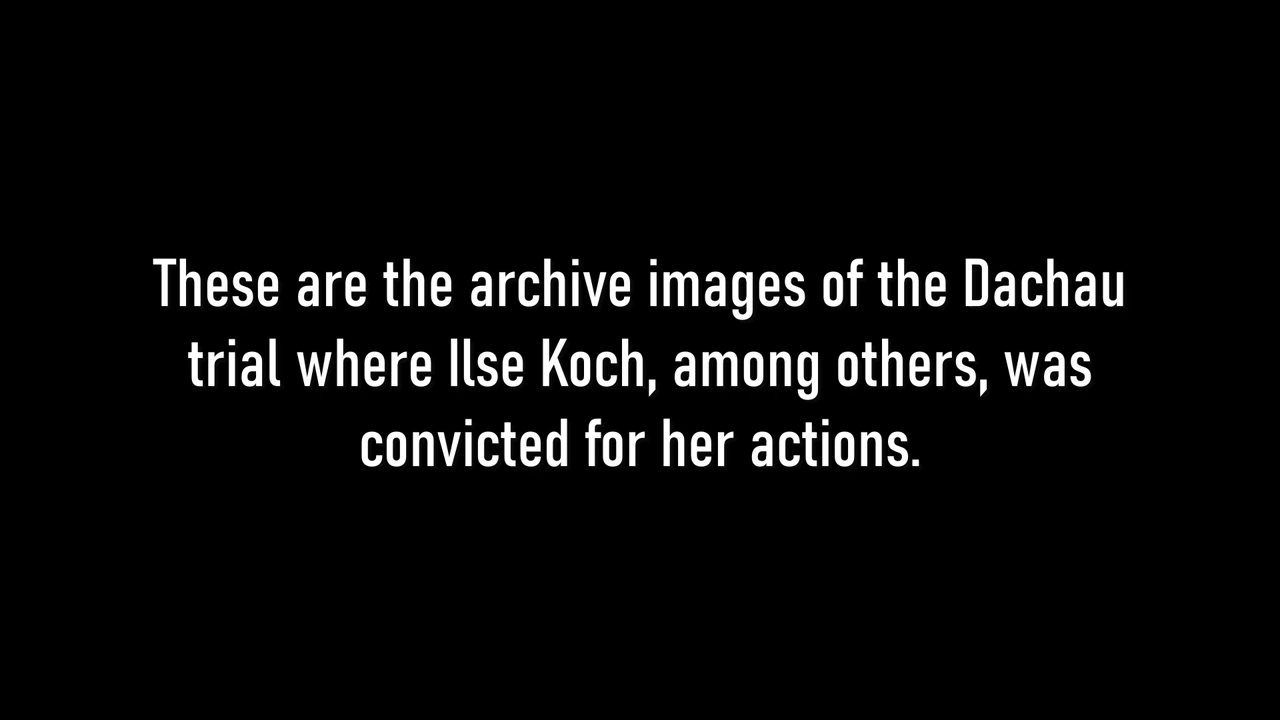 These are the archive images of the Dachau
trial where Ilse Koch, among others, was
convicted for her actions.